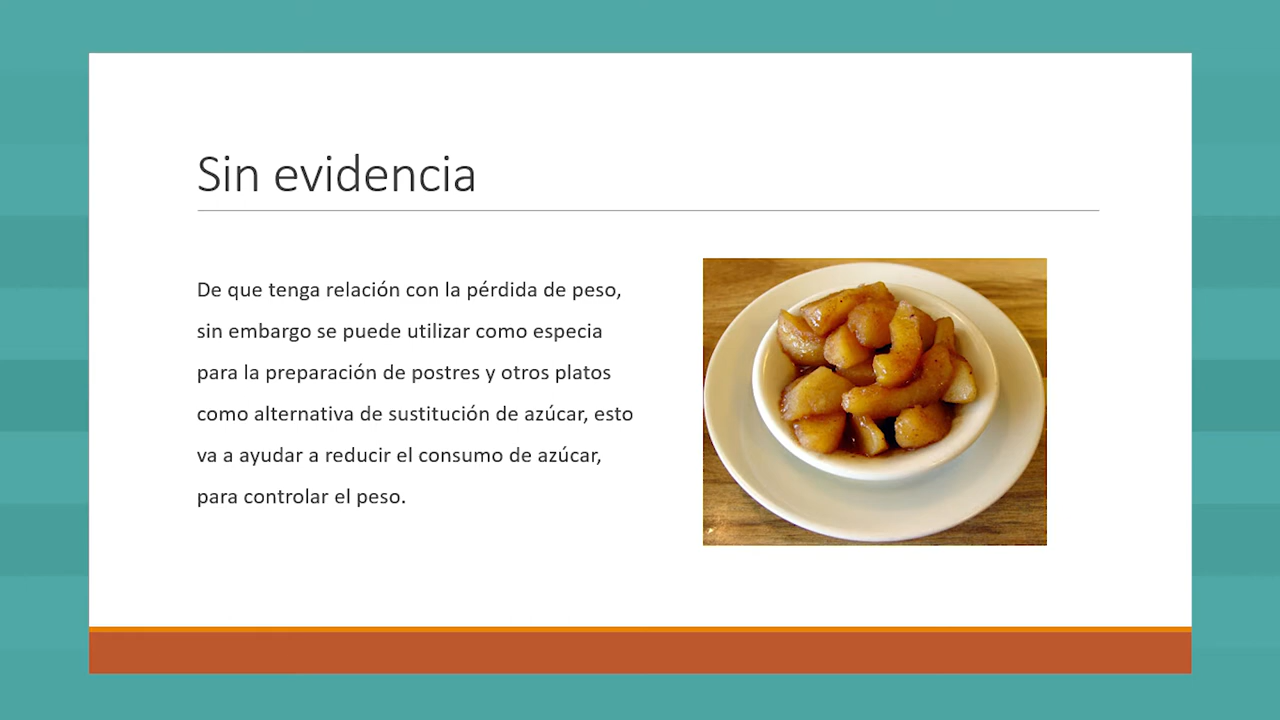 Sin evidencia
De que tenga relación con la pérdida de peso,
sin embargo se puede utilizar como especia
para la preparación de postres y otros platos
como alternativa de sustitución de azúcar, esto
va a ayudar a reducir el consumo de azúcar,
para controlar el peso.